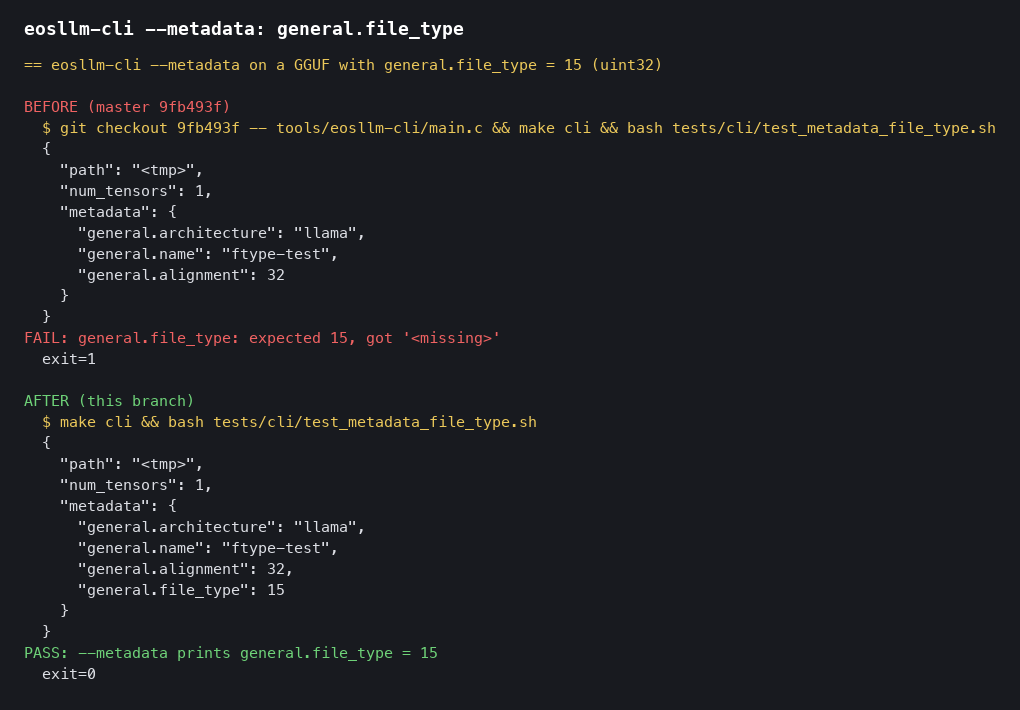 eosllm-cli --metadata: general.file_type
== eosllm-cli --metadata on a GGUF with general.file_type = 15 (uint32)
BEFORE (master 9fb493f)
$ git checkout 9fb493f -- tools/eosllm-cli/main.c && make cli && bash tests/cli/test_metadata_file_type.sh
{
"path": "<tmp>",
"num_tensors": 1,
"metadata": {
"general.architecture": "llama",
"general.name": "ftype-test",
"general.alignment": 32
}
}
FAIL: general.file_type: expected 15, got '<missing>'
exit=1
AFTER (this branch)
$ make cli && bash tests/cli/test_metadata_file_type.sh
{
"path": "<tmp>",
"num_tensors": 1,
"metadata": {
"general.architecture": "llama",
"general.name": "ftype-test",
"general.alignment": 32,
"general.file_type": 15
}
}
PASS: --metadata prints general.file_type = 15
exit=0